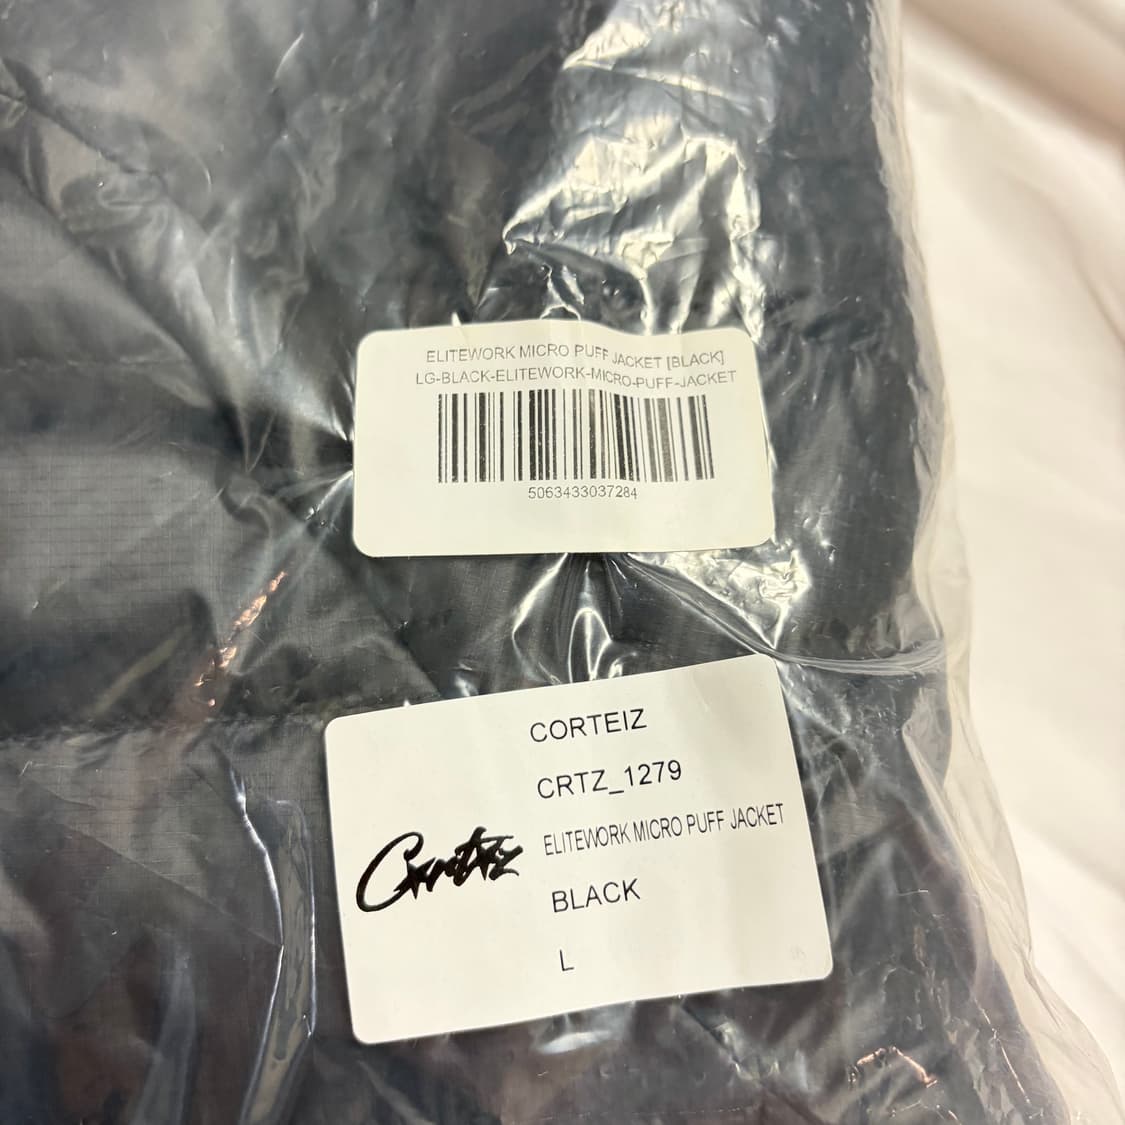 ELITEWORK MICRO PUFF JACKET [BLACK]
LG-BLACK-ELITEWORK-MICRO-PUFF-JACKET
5063433037284
CORTEIZ
CRTZ_1279
Corteiz
ELITEWORK MICRO PUFF JACKET
BLACK
L